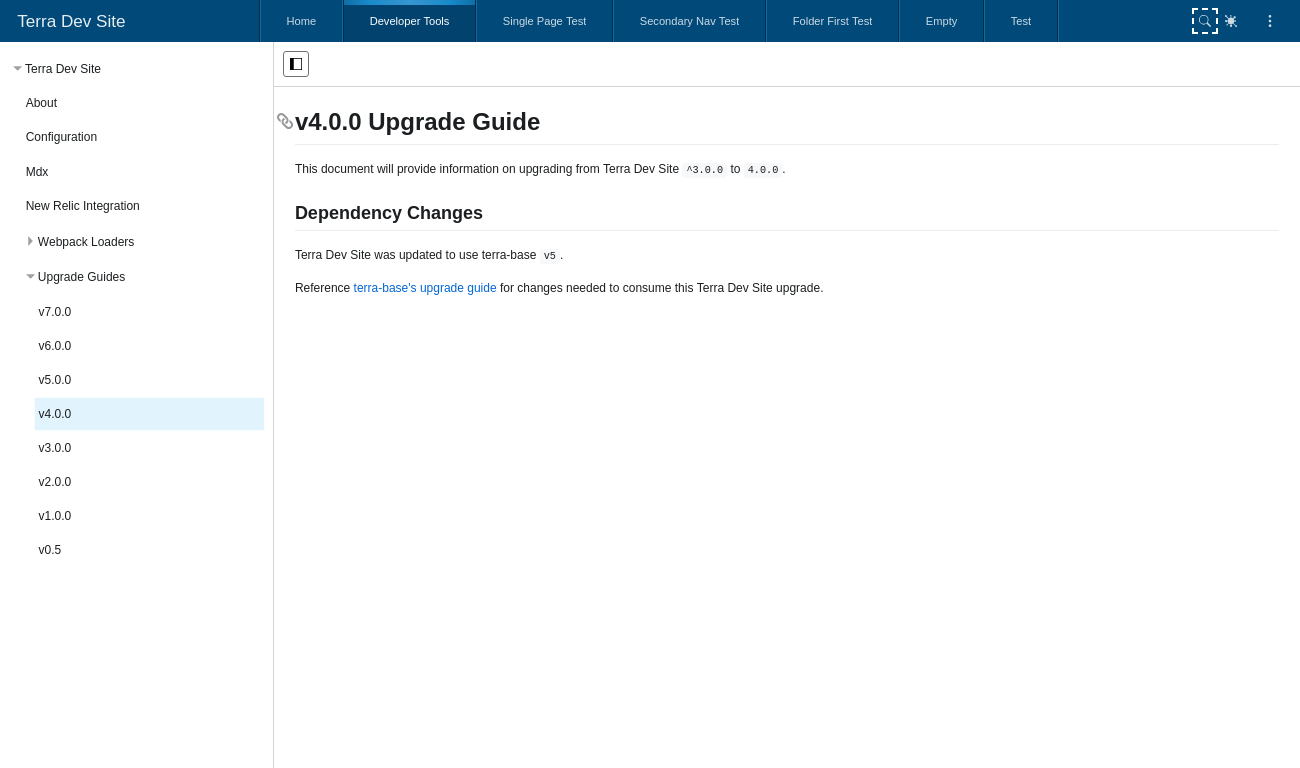 Terra Dev Site
Home
Developer Tools
Single Page Test
Secondary Nav Test
Folder First Test
Empty
Test
Terra Dev Site
About
Configuration
Mdx
New Relic Integration
Webpack Loaders
Upgrade Guides
v7.0.0
v6.0.0
v5.0.0
v4.0.0
v3.0.0
v2.0.0
v1.0.0
v0.5
v4.0.0 Upgrade Guide
This document will provide information on upgrading from Terra Dev Site ^3.0.0 to 4.0.0.
Dependency Changes
Terra Dev Site was updated to use terra-base v5.
Reference terra-base's upgrade guide for changes needed to consume this Terra Dev Site upgrade.